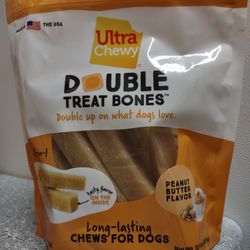 THE USA
Ultra
Chewy
DOUBLE
TREAT BONES™
Double up on what dogs love.
tasty flavor
ON THE
INSIDE
PEANUT
BUTTER
FLAVOR
Long-lasting
CHEWS FOR DOGS